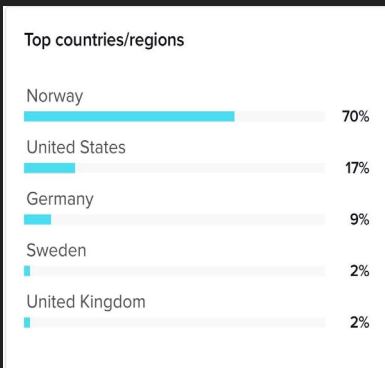 Top countries/regions
Norway
70%
United States
17%
Germany
9%
Sweden
2%
United Kingdom
2%